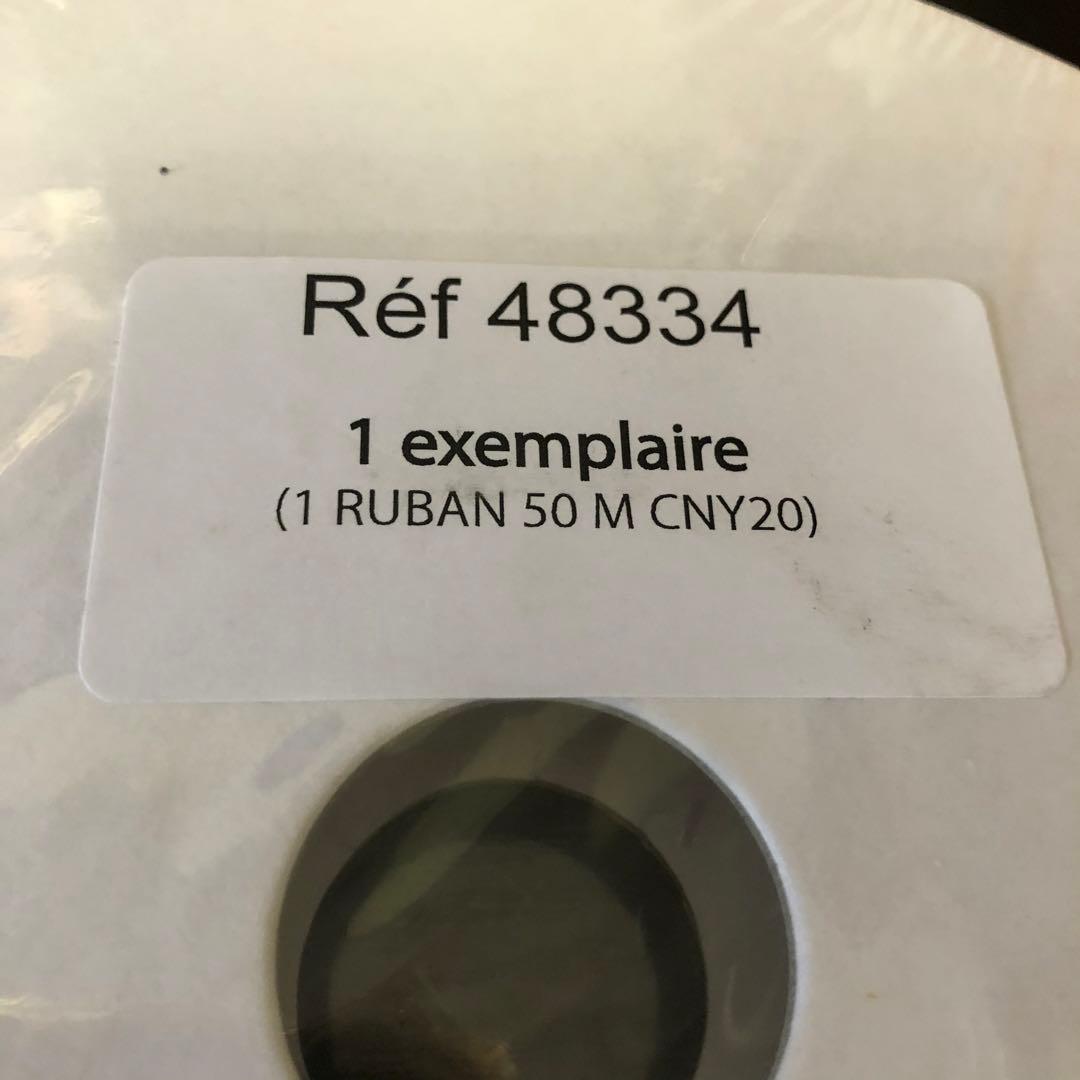 Réf 48334
1 exemplaire
(1 RUBAN 50 M CNY20)